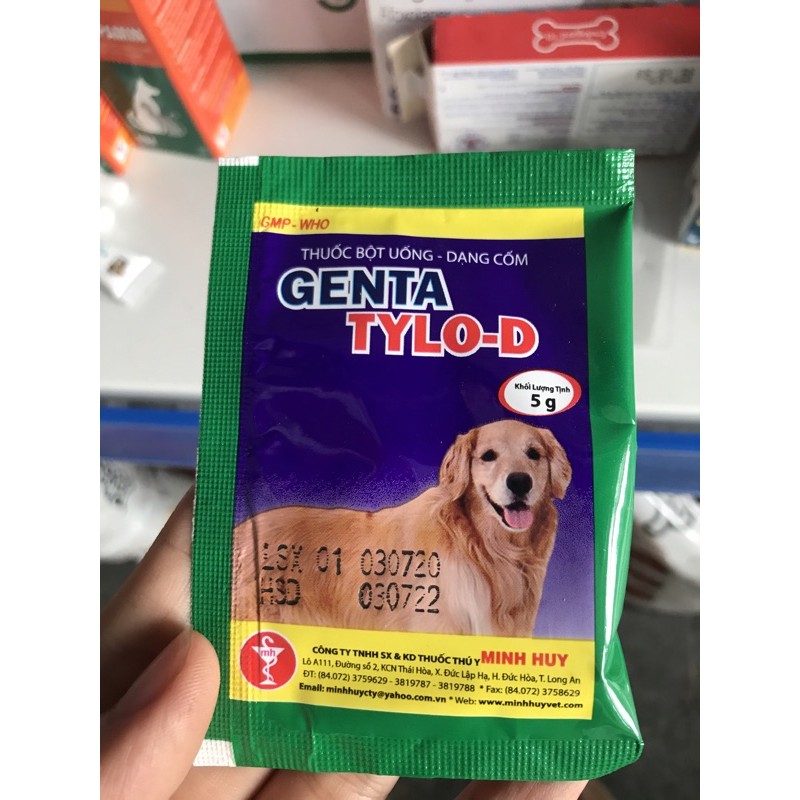 GMP - WHO
THUỐC BỘT UỐNG - DẠNG CỐM
GENTA
TYLO-D
Khối Lượng Tịnh
5 g
LSX 01 030720
HSD 030722
mh
CÔNG TY TNHH SX & KD THUỐC THÚ Y MINH HUY
Lô A111, Đường số 2, KCN Thái Hòa, X. Đức Lập Hạ, H. Đức Hòa, T. Long An
ĐT: (84.072) 3759629 - 3819787 - 3819788 * Fax: (84.072) 3758629
Email: minhhuycty@yahoo.com.vn * Web: www.minhhuyvet.com